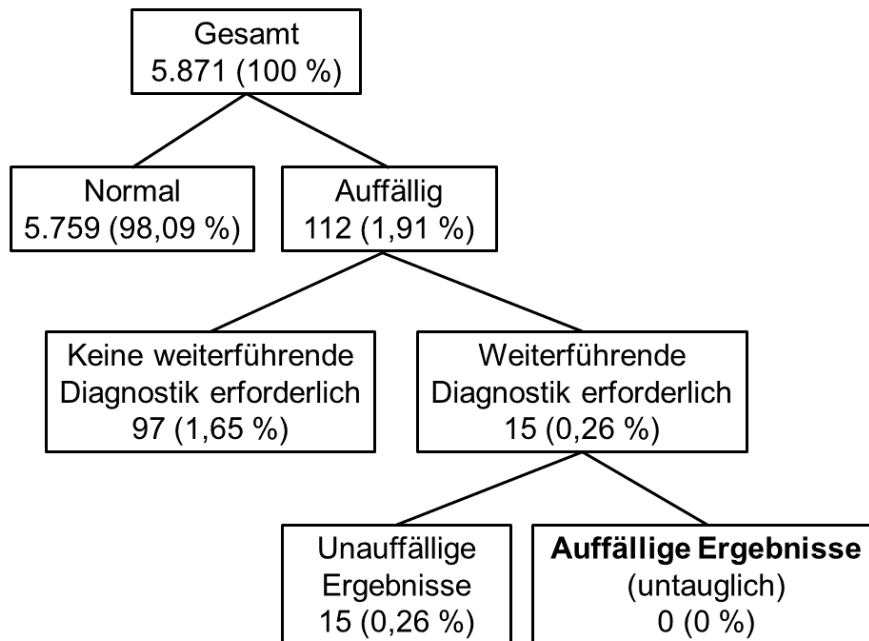 Gesamt
5.871 (100 %)
Normal
5.759 (98,09 %)
Auffällig
112 (1,91 %)
Keine weiterführende
Diagnostik erforderlich
97 (1,65 %)
Weiterführende
Diagnostik erforderlich
15 (0,26 %)
Unauffällige
Ergebnisse
15 (0,26 %)
Auffällige Ergebnisse
(untauglich)
0 (0 %)